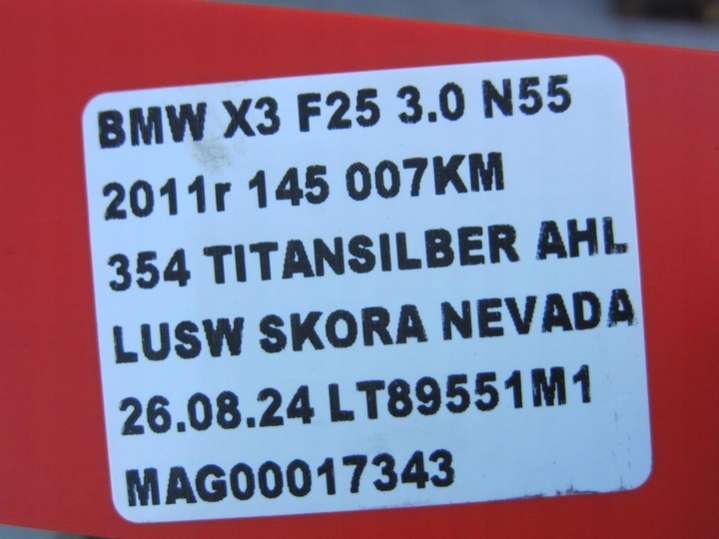 BMW X3 F25 3.0 N55
2011r 145 007KM
354 TITANSILBER AHL
LUSW SKORA NEVADA
26.08.24 LT89551M1
MAG00017343